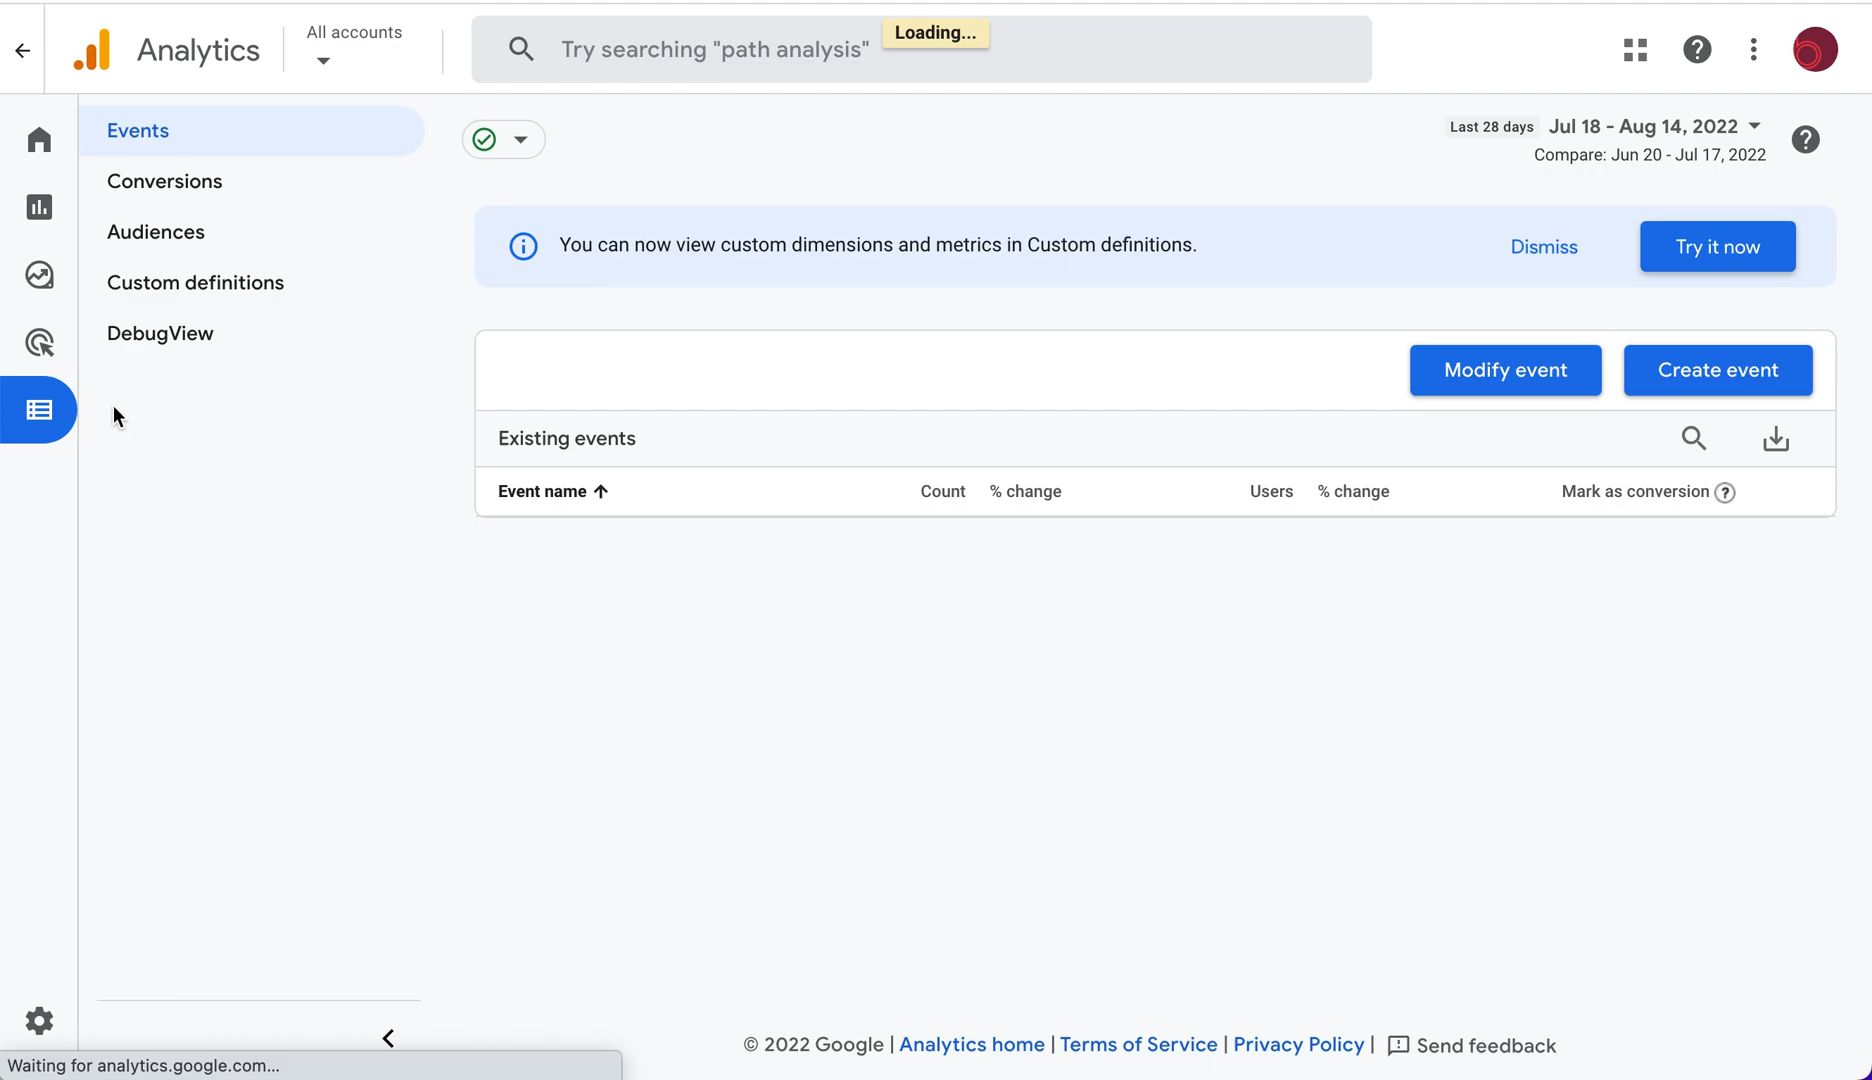 Analytics
All accounts
Try searching "path analysis"
Loading...
Events
Conversions
Audiences
Custom definitions
DebugView
Last 28 days Jul 18 - Aug 14, 2022
Compare: Jun 20 - Jul 17, 2022
You can now view custom dimensions and metrics in Custom definitions.
Dismiss
Try it now
Modify event
Create event
Existing events
Event name Count % change Users % change Mark as conversion
© 2022 Google | Analytics home | Terms of Service | Privacy Policy | Send feedback
Waiting for analytics.google.com...